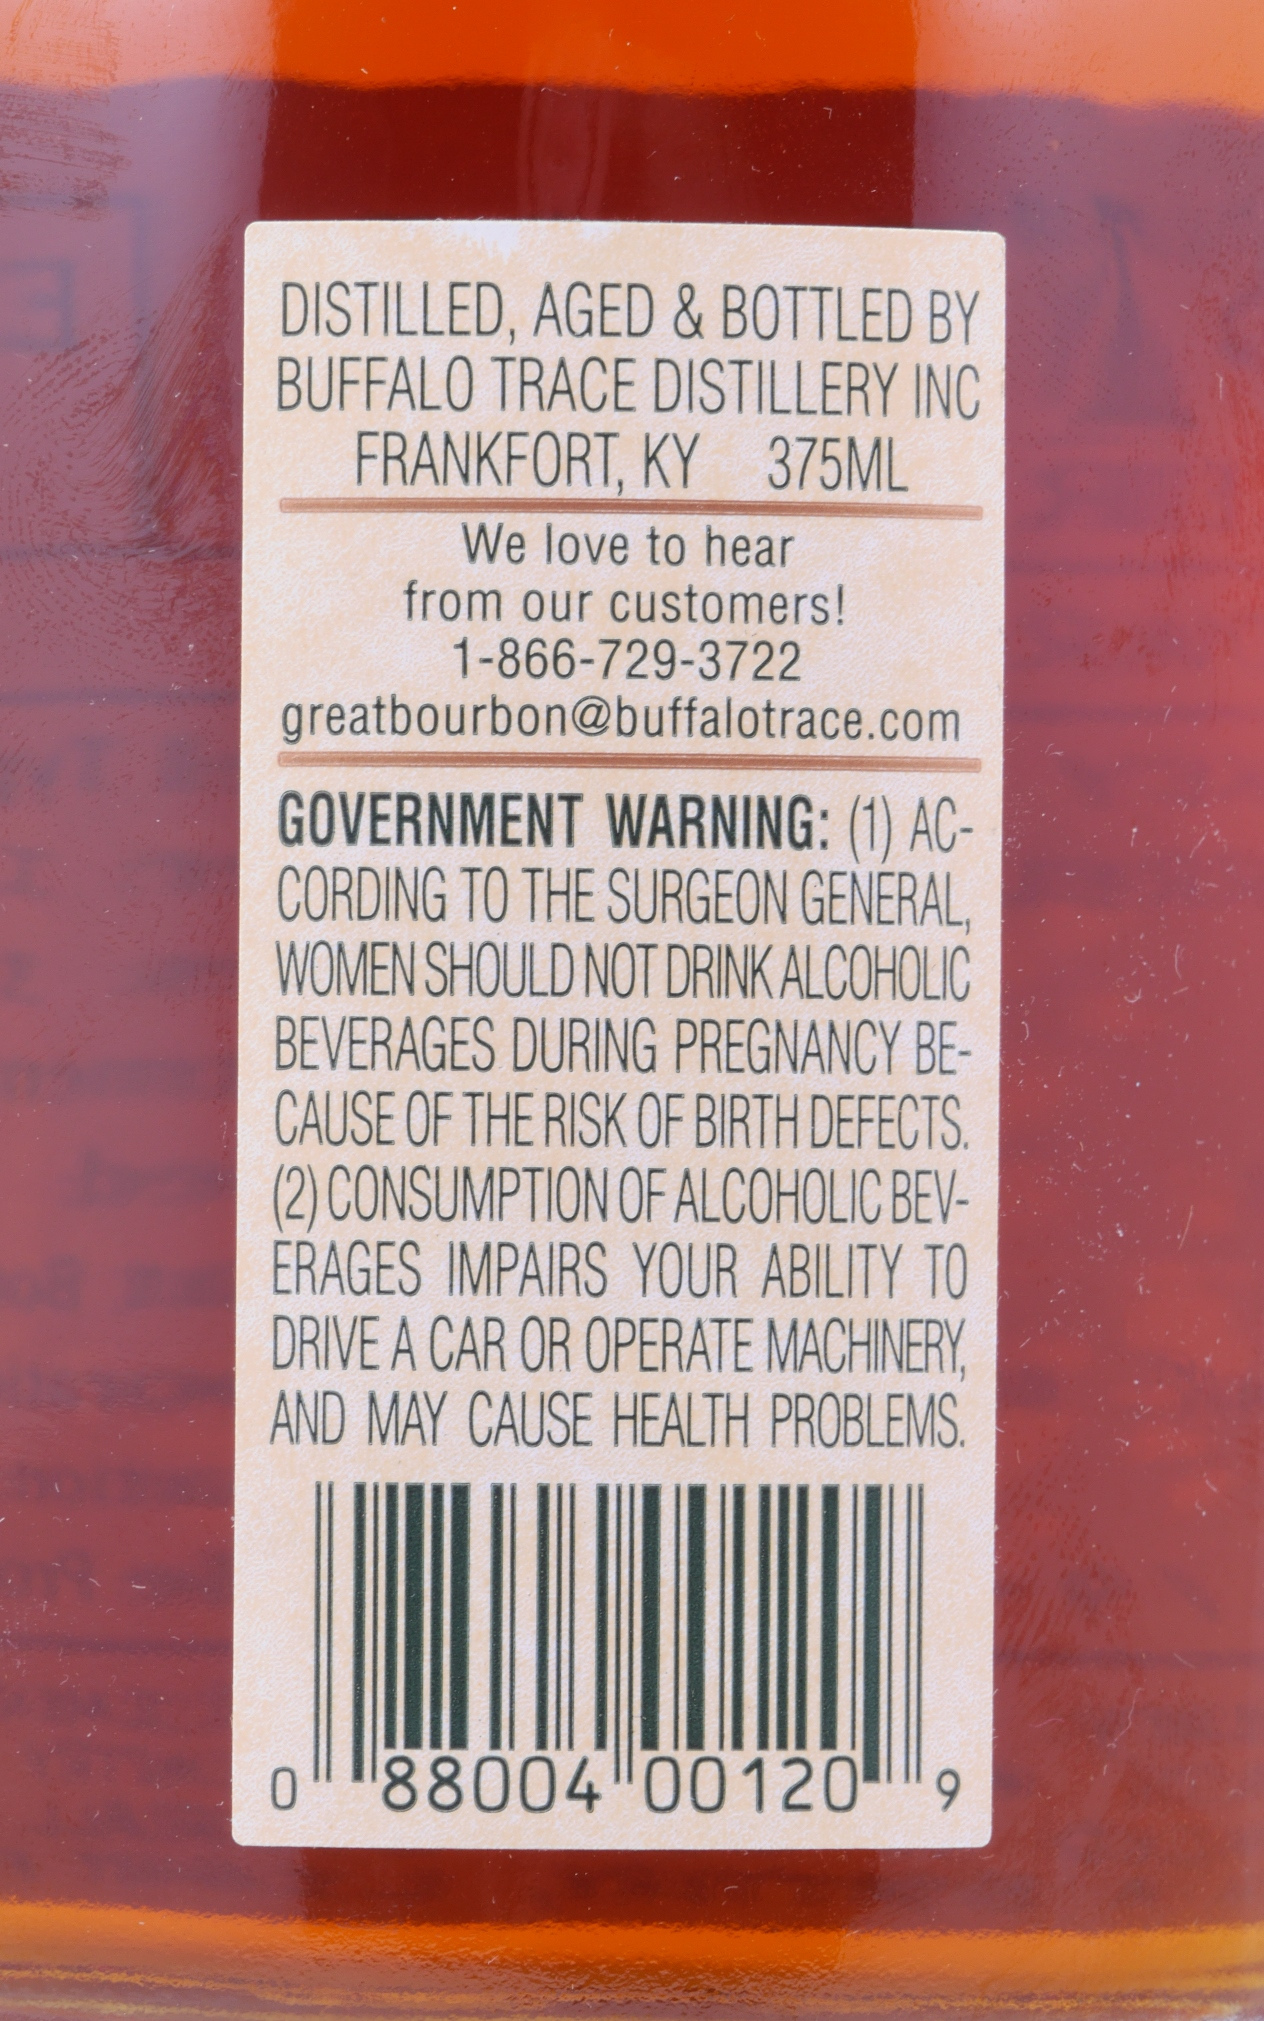 DISTILLED, AGED & BOTTLED BY
BUFFALO TRACE DISTILLERY INC
FRANKFORT, KY 375ML
We love to hear
from our customers!
1-866-729-3722
greatbourbon@buffalotrace.com
GOVERNMENT WARNING: (1) AC-
CORDING TO THE SURGEON GENERAL,
WOMEN SHOULD NOT DRINK ALCOHOLIC
BEVERAGES DURING PREGNANCY BE-
CAUSE OF THE RISK OF BIRTH DEFECTS.
(2) CONSUMPTION OF ALCOHOLIC BEV-
ERAGES IMPAIRS YOUR ABILITY TO
DRIVE A CAR OR OPERATE MACHINERY,
AND MAY CAUSE HEALTH PROBLEMS.
0 88004 00120 9